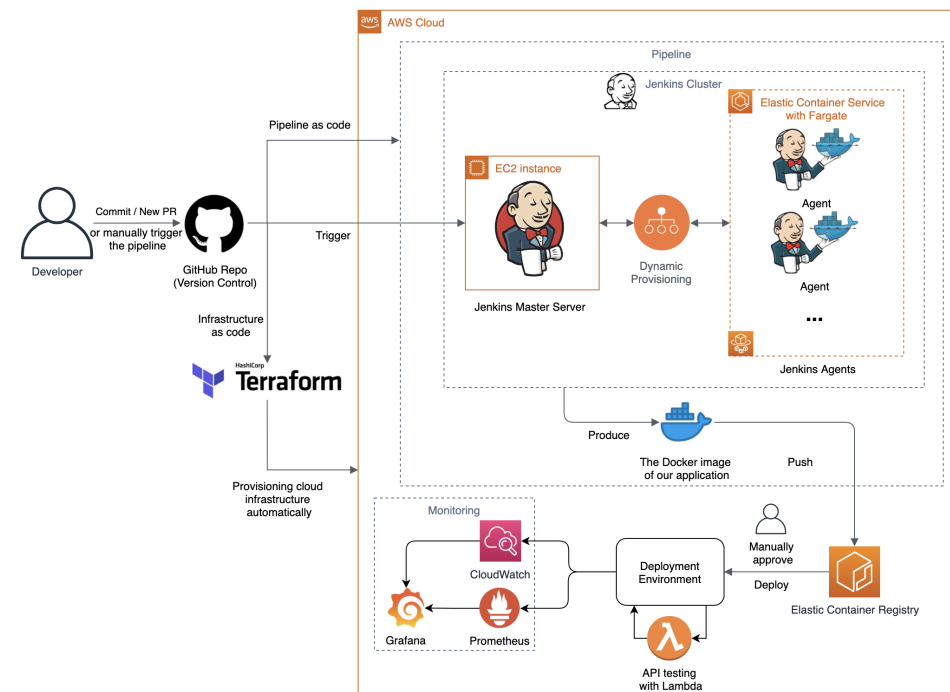 aws
AWS Cloud
Pipeline
Jenkins Cluster
Elastic Container Service
with Fargate
Pipeline as code
EC2 instance
Commit / New PR
or manually trigger
the pipeline
Developer
GitHub Repo
(Version Control)
Trigger
Agent
Dynamic
Provisioning
Agent
...
Jenkins Master Server
Jenkins Agents
Infrastructure
as code
HashiCorp
Terraform
Produce
The Docker image
of our application
Push
Provisioning cloud
infrastructure
automatically
Monitoring
CloudWatch
Grafana
Prometheus
Deployment
Environment
Manually
approve
Deploy
Elastic Container Registry
API testing
with Lambda